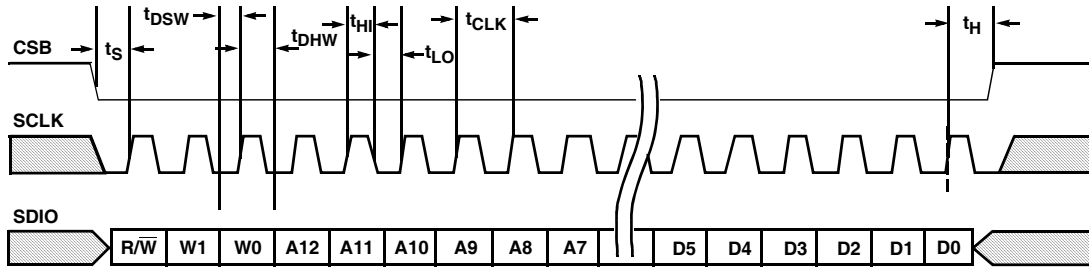 tDSW tHI tCLK tH
CSB tS tDHW tLO
SCLK
SDIO
R/W̅ W1 W0 A12 A11 A10 A9 A8 A7 D5 D4 D3 D2 D1 D0